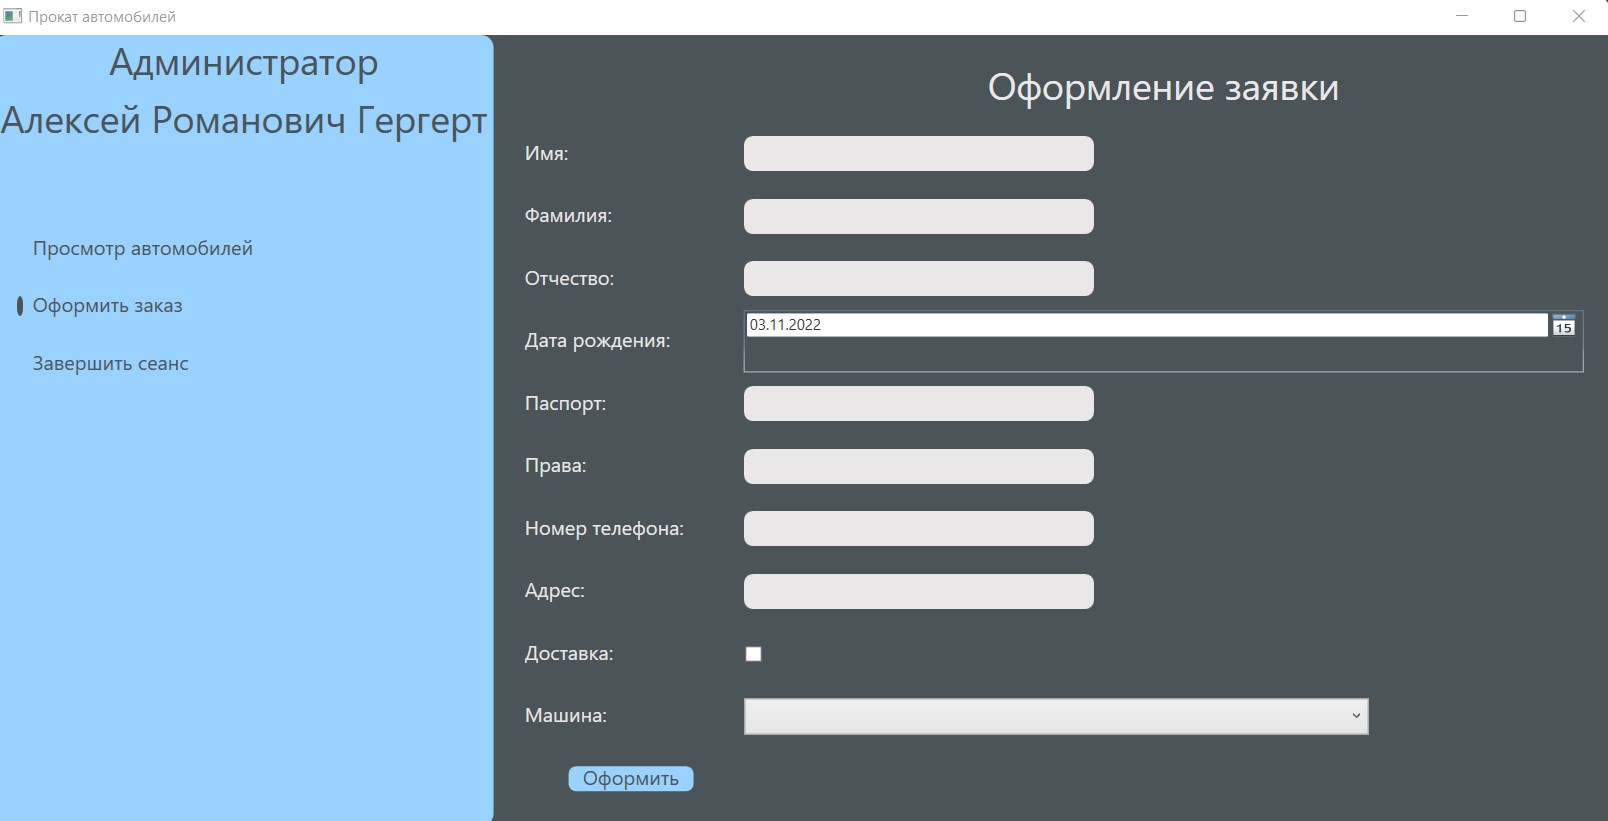 Прокат автомобилей
Администратор
Алексей Романович Гергерт
Просмотр автомобилей
Оформить заказ
Завершить сеанс
Оформление заявки
Имя:
Фамилия:
Отчество:
Дата рождения:
03.11.2022
15
Паспорт:
Права:
Номер телефона:
Адрес:
Доставка:
Машина:
Оформить